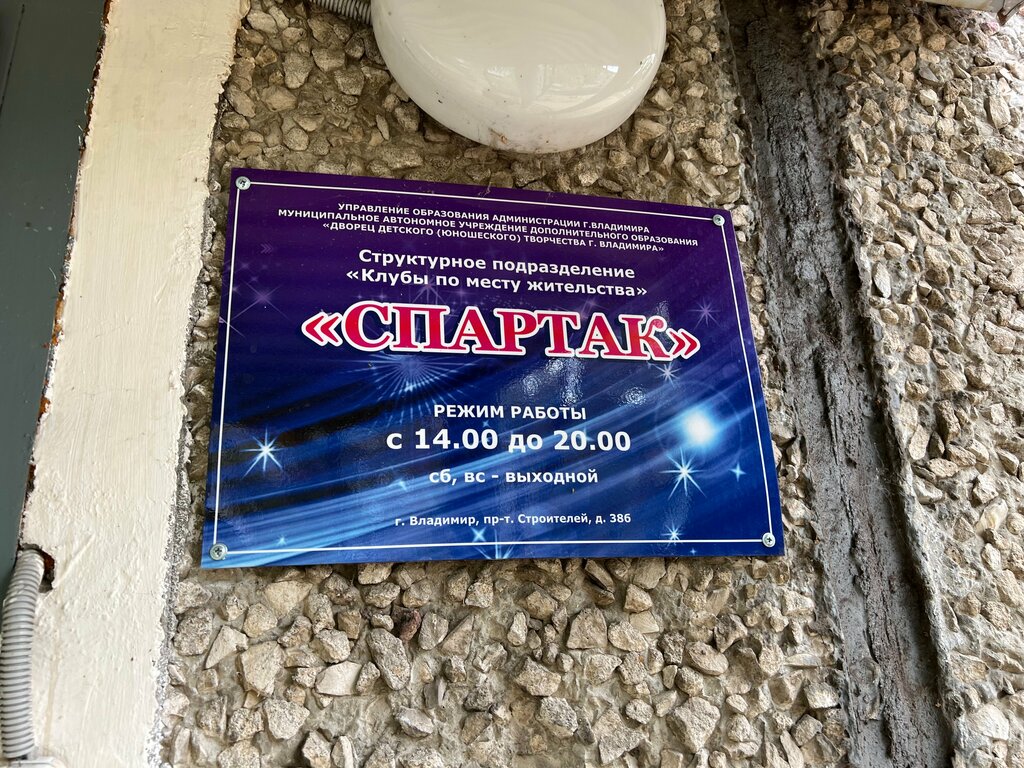 УПРАВЛЕНИЕ ОБРАЗОВАНИЯ АДМИНИСТРАЦИИ Г.ВЛАДИМИРА
МУНИЦИПАЛЬНОЕ АВТОНОМНОЕ УЧРЕЖДЕНИЕ ДОПОЛНИТЕЛЬНОГО ОБРАЗОВАНИЯ
«ДВОРЕЦ ДЕТСКОГО (ЮНОШЕСКОГО) ТВОРЧЕСТВА Г. ВЛАДИМИРА»
Структурное подразделение
«Клубы по месту жительства»
«СПАРТАК»
РЕЖИМ РАБОТЫ
с 14.00 до 20.00
сб, вс - выходной
г. Владимир, пр-т. Строителей, д. 38б